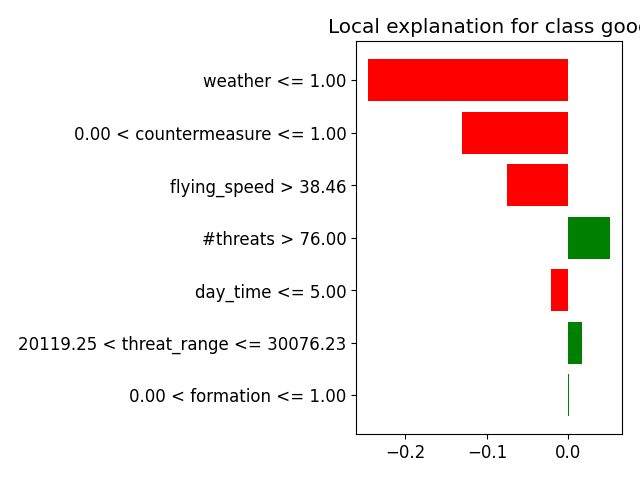 Local explanation for class goo
weather <= 1.00
0.00 < countermeasure <= 1.00
flying_speed > 38.46
#threats > 76.00
day_time <= 5.00
20119.25 < threat_range <= 30076.23
0.00 < formation <= 1.00
−0.2 −0.1 0.0